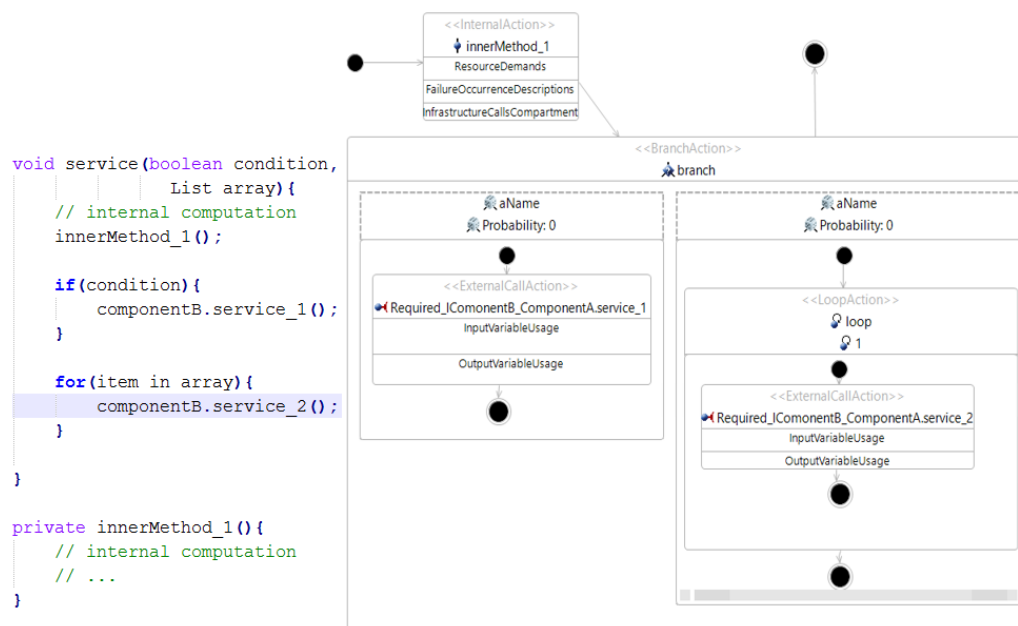 void service(boolean condition,
List array){
// internal computation
innerMethod_1();
if(condition){
componentB.service_1();
}
for(item in array){
componentB.service_2();
}
}
private innerMethod_1(){
// internal computation
// ...
}
<<InternalAction>>
innerMethod_1
ResourceDemands
FailureOccurrenceDescriptions
InfrastructureCallsCompartment
<<BranchAction>>
branch
aName
Probability: 0
<<ExternalCallAction>>
Required_IComonentB_ComponentA.service_1
InputVariableUsage
OutputVariableUsage
aName
Probability: 0
<<LoopAction>>
loop
1
<<ExternalCallAction>>
Required_IComonentB_ComponentA.service_2
InputVariableUsage
OutputVariableUsage